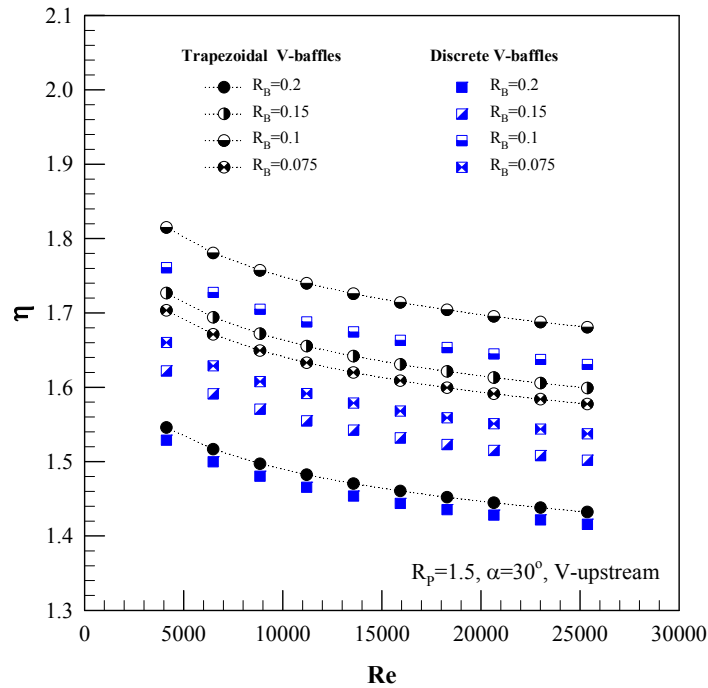 2.1
2.0
1.9
1.8
1.7
1.6
1.5
1.4
1.3
η
Trapezoidal V-baffles
R_B=0.2
R_B=0.15
R_B=0.1
R_B=0.075
Discrete V-baffles
R_B=0.2
R_B=0.15
R_B=0.1
R_B=0.075
R_P=1.5, α=30°, V-upstream
0 5000 10000 15000 20000 25000 30000
Re